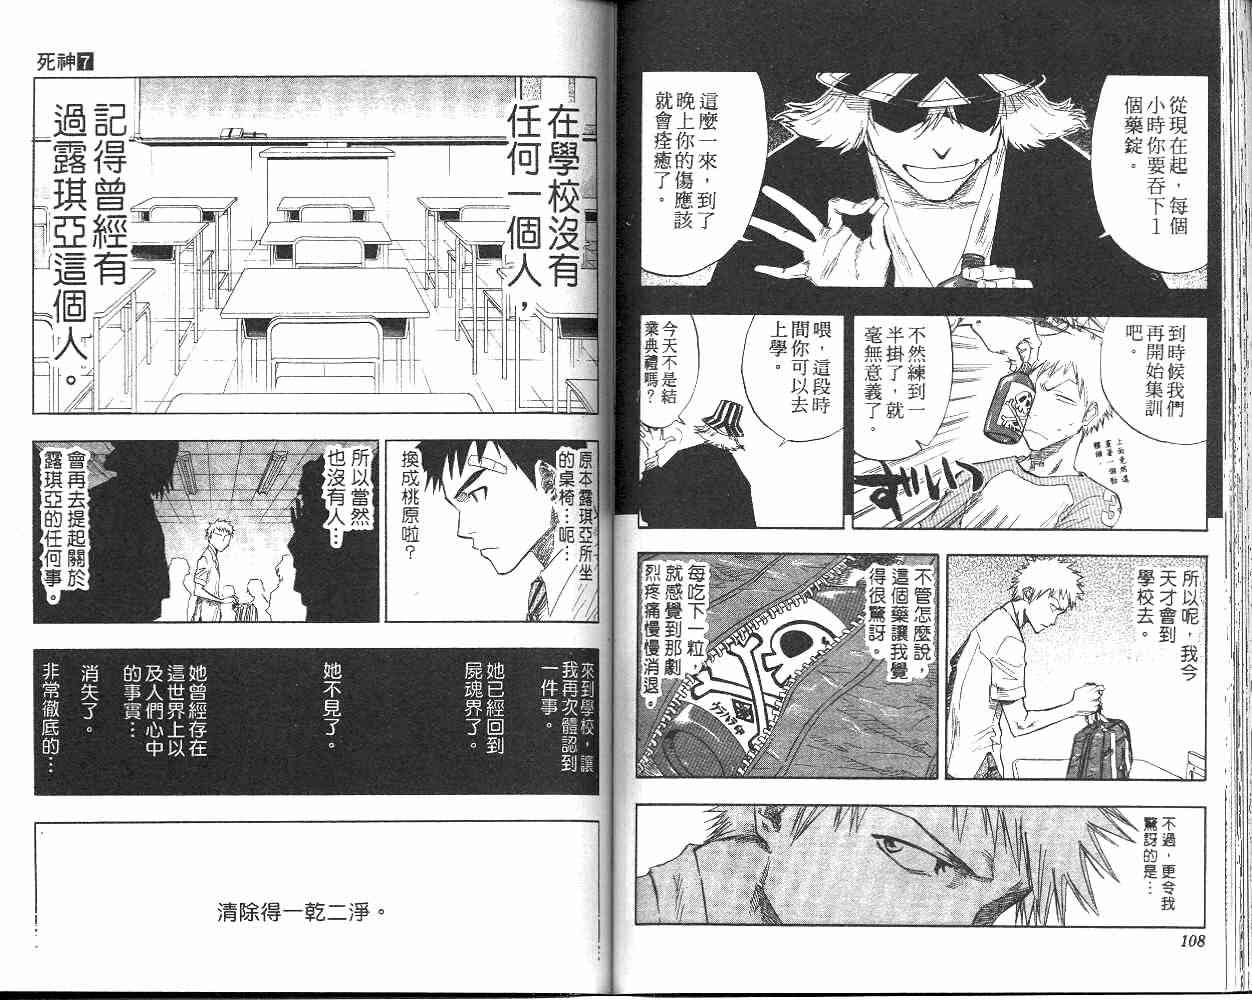 從現在起，每個
小時你要吞下１
個藥錠。
這麼一來，到了
晚上你的傷應該
就會痊癒了。
到時候我們
再開始集訓
吧。
不然練到一
半掛了，就
毫無意義了。
喂，這段時
間你可以去
上學。
今天不是結
業典禮嗎？
所以呢，我今
天才會到
學校去。
不管怎麼說，
這個藥讓我覺
得很驚訝。
每吃下一粒，
就感覺到那劇
烈疼痛慢慢消退。
不過，更令我
驚訝的是…
108
死神7
在學校沒有
任何一個人，
記得曾經有
過露琪亞這個人。
原本露琪亞所坐
的桌椅…呃…
換成桃原啦？
所以當然
也沒有人…
會再去提起關於
露琪亞的任何事。
來到學校，讓
我再次體認到
一件事。
她已經回到
屍魂界了。
她不見了。
她曾經存在
這世界上以
及人們心中
的事實…
消失了。
非常徹底的…
清除得一乾二淨。